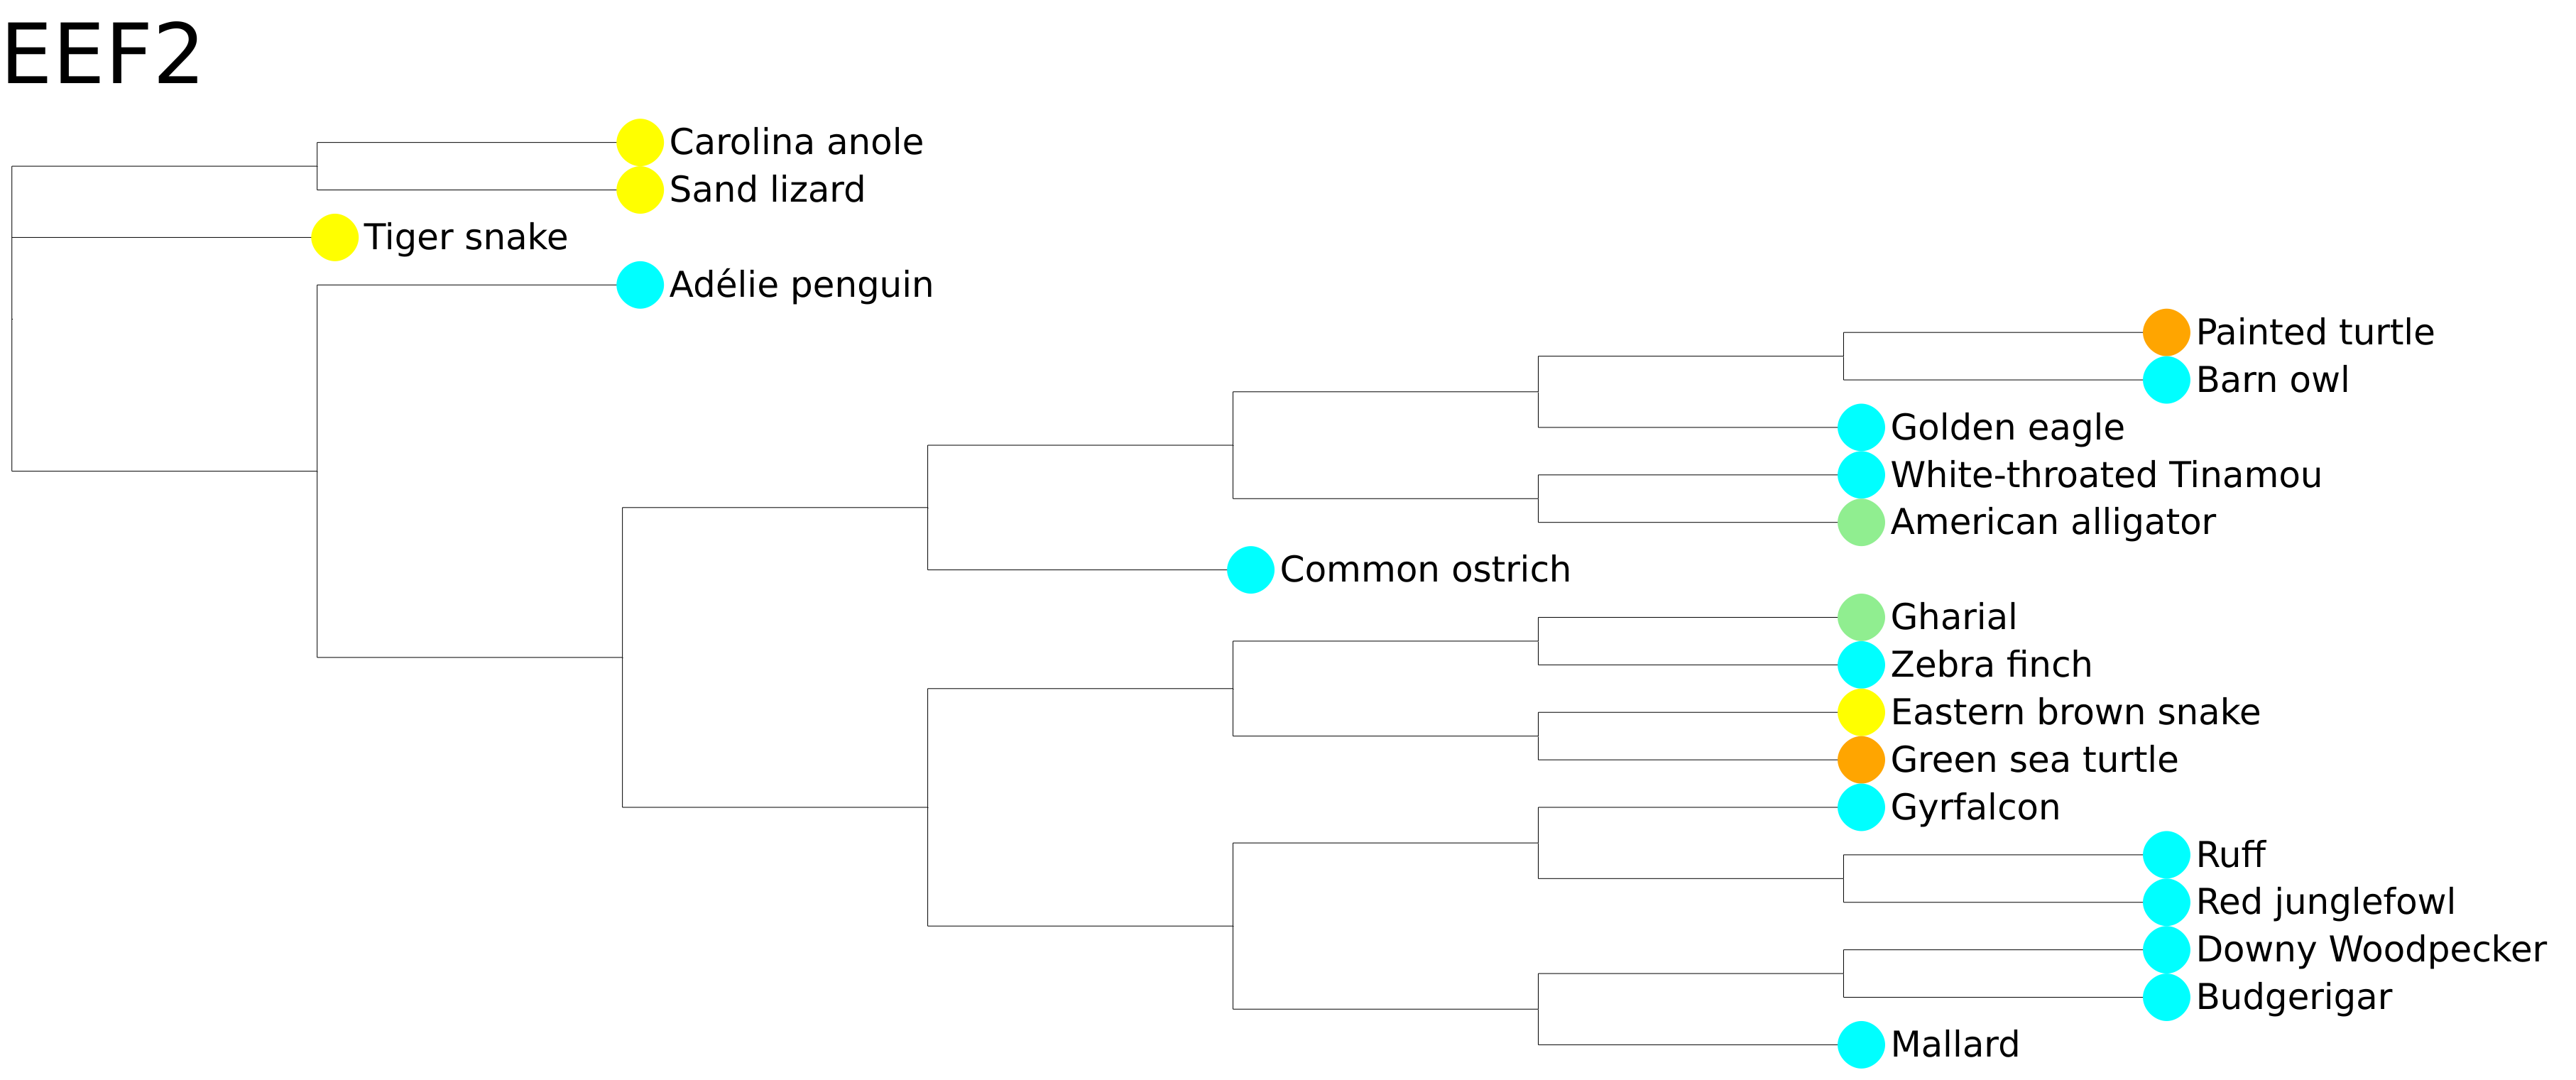 EEF2
Carolina anole
Sand lizard
Tiger snake
Adélie penguin
Painted turtle
Barn owl
Golden eagle
White-throated Tinamou
American alligator
Common ostrich
Gharial
Zebra finch
Eastern brown snake
Green sea turtle
Gyrfalcon
Ruff
Red junglefowl
Downy Woodpecker
Budgerigar
Mallard